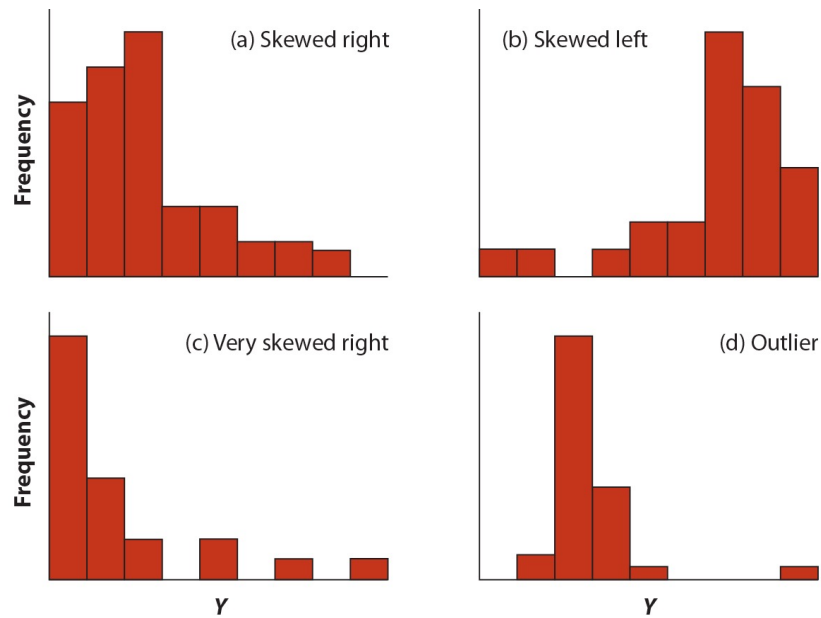 (a) Skewed right
(b) Skewed left
Frequency
(c) Very skewed right
(d) Outlier
Frequency
Y
Y